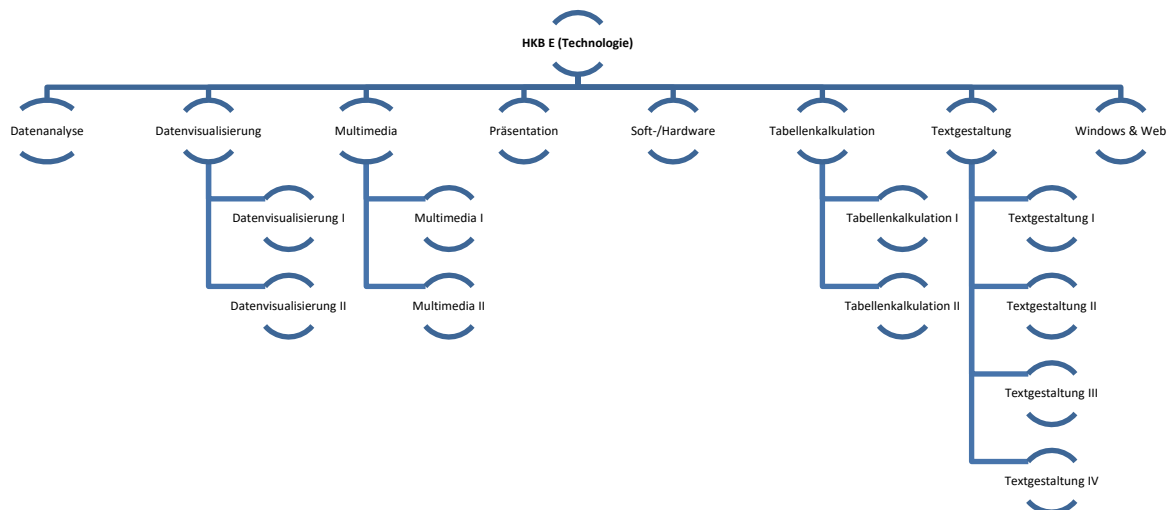 HKB E (Technologie)
Datenanalyse
Datenvisualisierung
Multimedia
Präsentation
Soft-/Hardware
Tabellenkalkulation
Textgestaltung
Windows & Web
Datenvisualisierung I
Multimedia I
Tabellenkalkulation I
Textgestaltung I
Datenvisualisierung II
Multimedia II
Tabellenkalkulation II
Textgestaltung II
Textgestaltung III
Textgestaltung IV